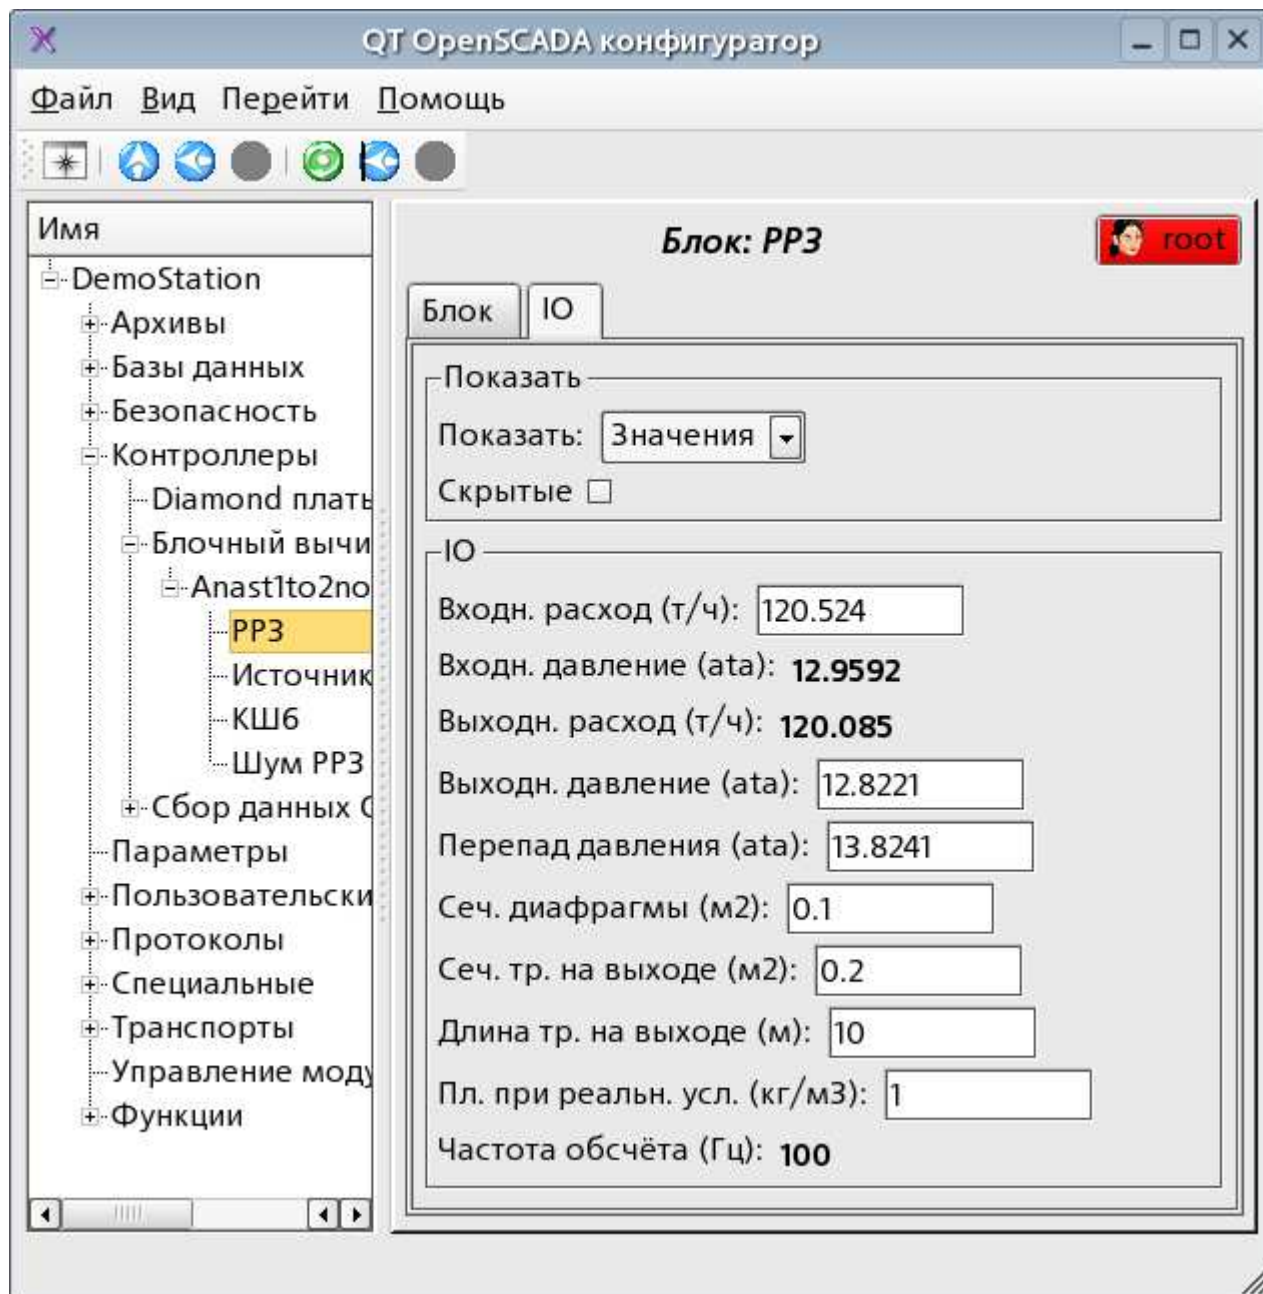 QT OpenSCADA конфигуратор
Файл Вид Перейти Помощь
Имя
DemoStation
Архивы
Базы данных
Безопасность
Контроллеры
Diamond платы
Блочный вычи
Anast1to2no
РР3
Источник
КШ6
Шум РР3
Сбор данных С
Параметры
Пользовательски
Протоколы
Специальные
Транспорты
Управление моду
Функции
Блок: РР3
root
Блок IO
Показать
Показать: Значения
Скрытые
IO
Входн. расход (т/ч): 120.524
Входн. давление (ata): 12.9592
Выходн. расход (т/ч): 120.085
Выходн. давление (ata): 12.8221
Перепад давления (ata): 13.8241
Сеч. диафрагмы (м2): 0.1
Сеч. тр. на выходе (м2): 0.2
Длина тр. на выходе (м): 10
Пл. при реальн. усл. (кг/м3): 1
Частота обсчёта (Гц): 100